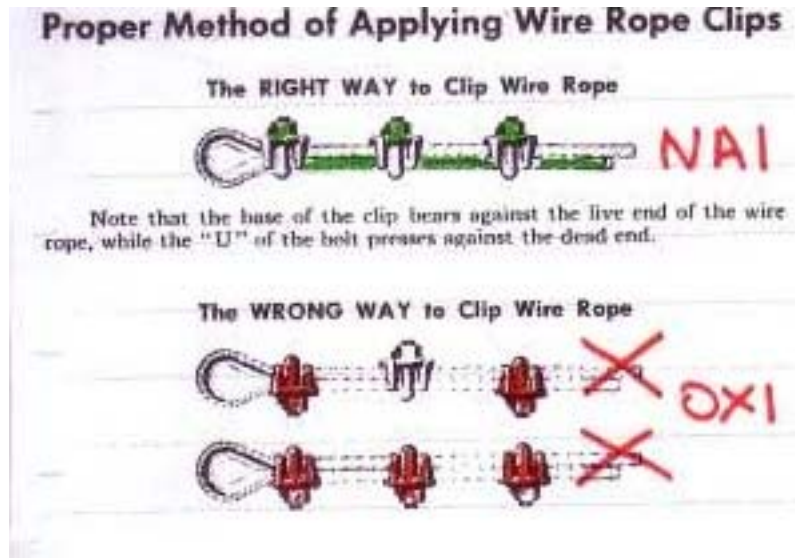 Proper Method of Applying Wire Rope Clips
The RIGHT WAY to Clip Wire Rope
ΝΑΙ
Note that the base of the clip bears against the live end of the wire
rope, while the "U" of the bolt presses against the dead end.
The WRONG WAY to Clip Wire Rope
ΟΧΙ